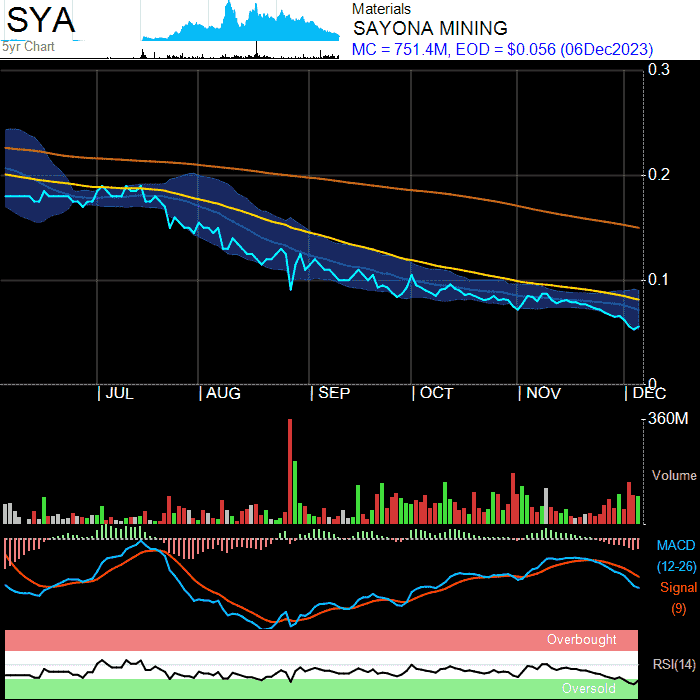 SYA
5yr Chart
Materials
SAYONA MINING
MC = 751.4M, EOD = $0.056 (06Dec2023)
0.3
0.2
0.1
0
| JUL | AUG | SEP | OCT | NOV | DEC
360M
Volume
MACD
(12-26)
Signal
(9)
Overbought
RSI(14)
Oversold